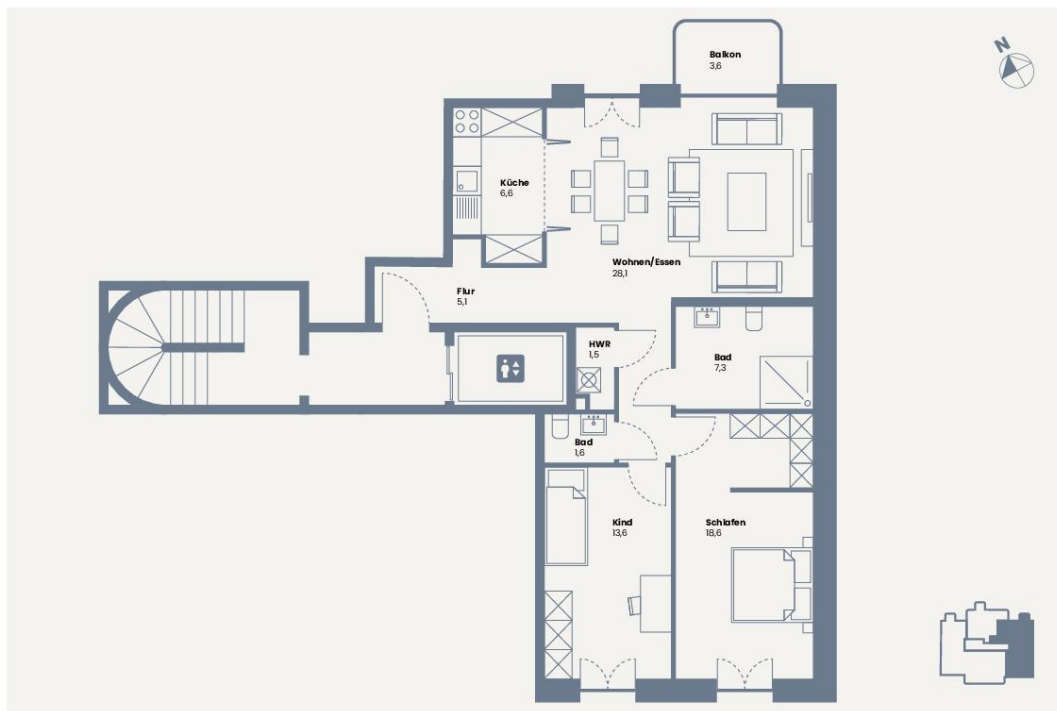 N
Balkon
3,6
Küche
6,6
Wohnen/Essen
28,1
Flur
5,1
HWR
1,5
Bad
7,3
Bad
1,6
Kind
13,6
Schlafen
18,6